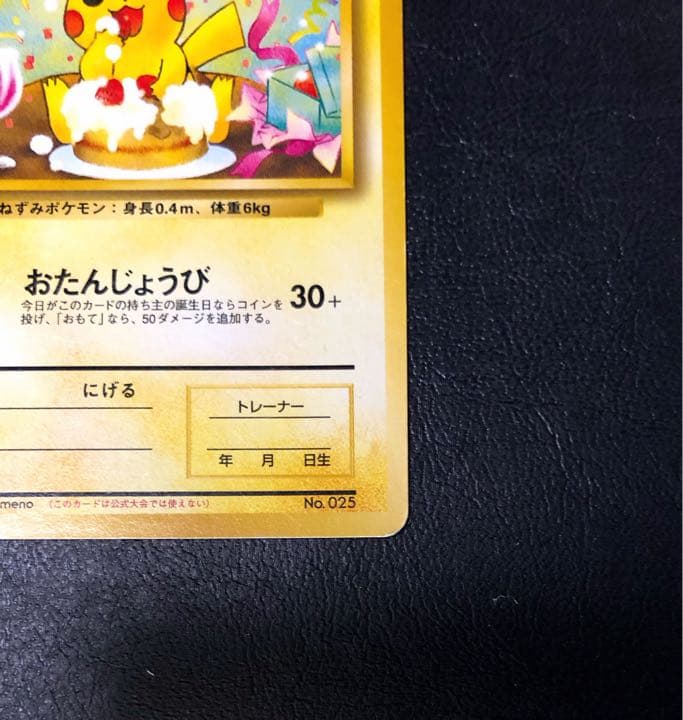 ねずみポケモン：身長0.4m、体重6kg
おたんじょうび 30+
今日がこのカードの持ち主の誕生日ならコインを
投げ、「おもて」なら、50ダメージを追加する。
にげる
トレーナー
年 月 日生
meno (このカードは公式大会では使えない) No. 025